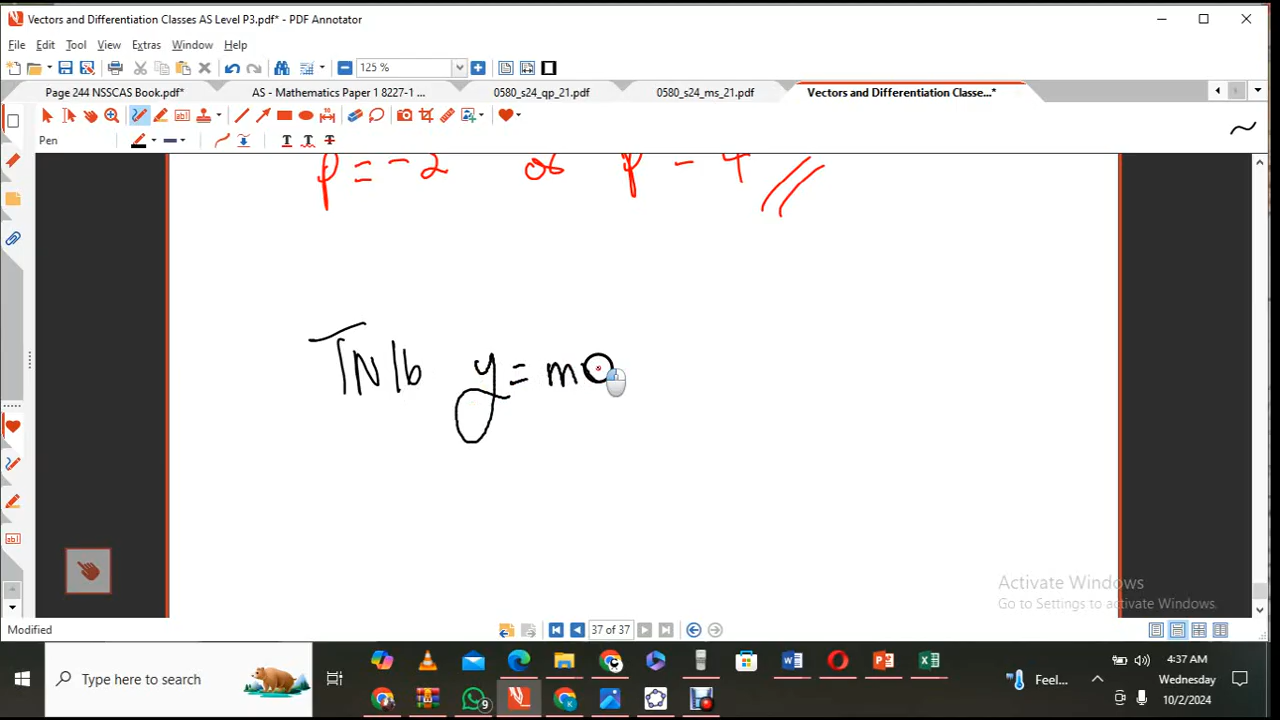 Vectors and Differentiation Classes AS Level P3.pdf* - PDF Annotator
File Edit Tool View Extras Window Help
125 %
Page 244 NSSCAS Book.pdf* AS - Mathematics Paper 1 8227-1 ... 0580_s24_qp_21.pdf 0580_s24_ms_21.pdf Vectors and Differentiation Classe...*
Pen
p = -2 or p = 4
y = m
Activate Windows
Go to Settings to activate Windows.
Modified
37 of 37
Type here to search
9
Feel...
4:37 AM
Wednesday
10/2/2024